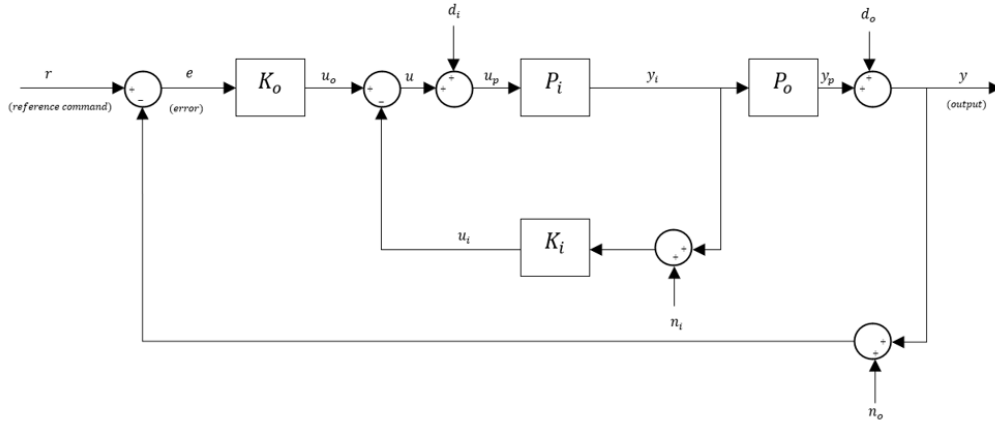 d_i
d_o
r
e
K_o
u_o
u
u_p
P_i
y_i
P_o
y_p
y
+
−
+
−
+
+
+
+
(reference command)
(error)
(output)
u_i
K_i
+
+
n_i
+
+
n_o